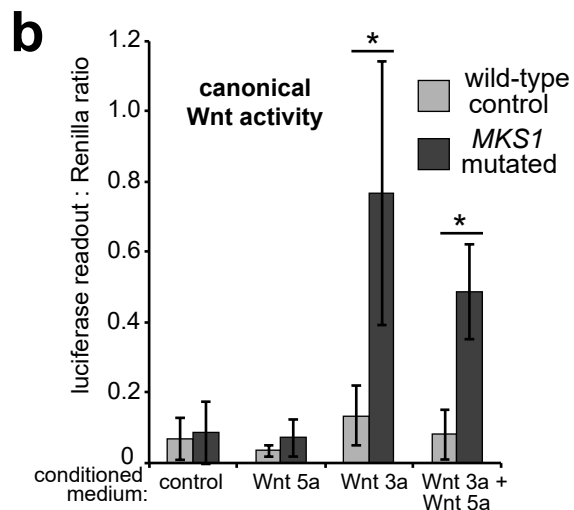 b
canonical
Wnt activity
wild-type
control
MKS1
mutated
*
*
luciferase readout : Renilla ratio
1.2
1.0
0.8
0.6
0.4
0.2
0
conditioned
medium:
control
Wnt 5a
Wnt 3a
Wnt 3a +
Wnt 5a